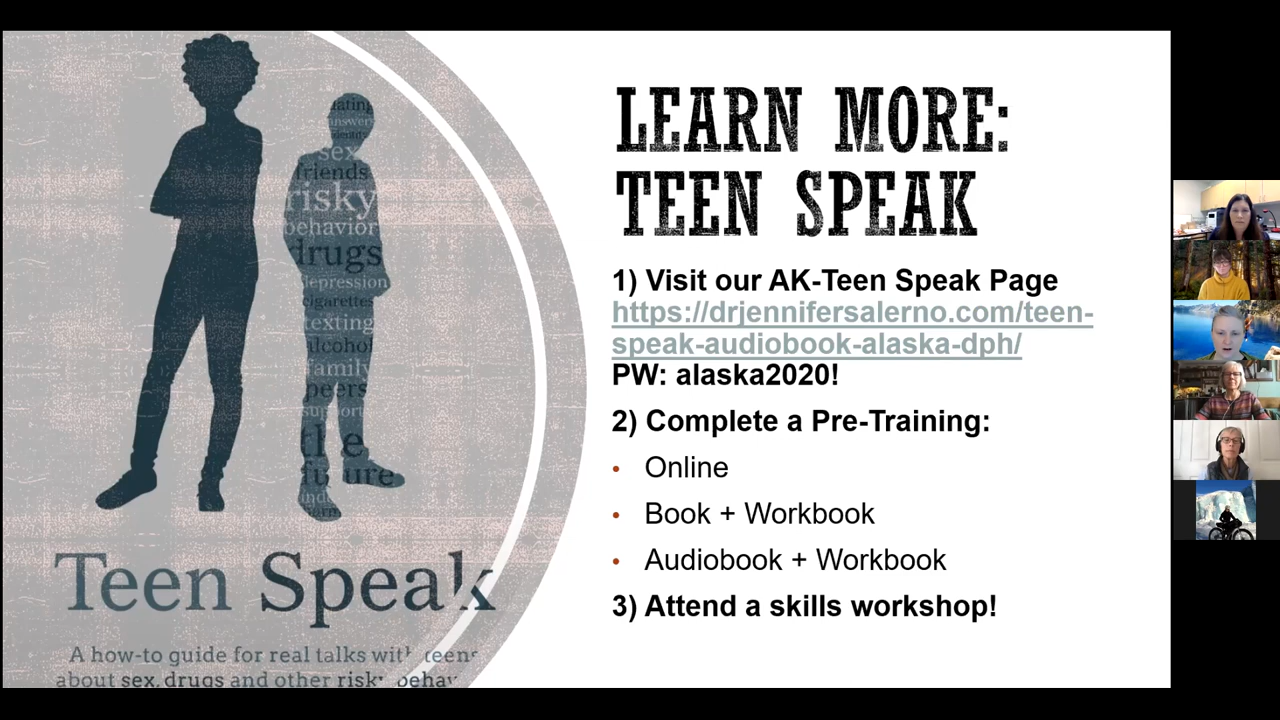 LEARN MORE:
TEEN SPEAK
1) Visit our AK-Teen Speak Page
https://drjennifersalerno.com/teen-
speak-audiobook-alaska-dph/
PW: alaska2020!
2) Complete a Pre-Training:
• Online
• Book + Workbook
• Audiobook + Workbook
3) Attend a skills workshop!
dating
answers
identity
sex
friends
risky
behavior
drugs
depression
cigarettes
texting
alcohol
family
peers
support
the
future
Teen Speak
A how-to guide for real talks with teens
about sex, drugs and other risky behav